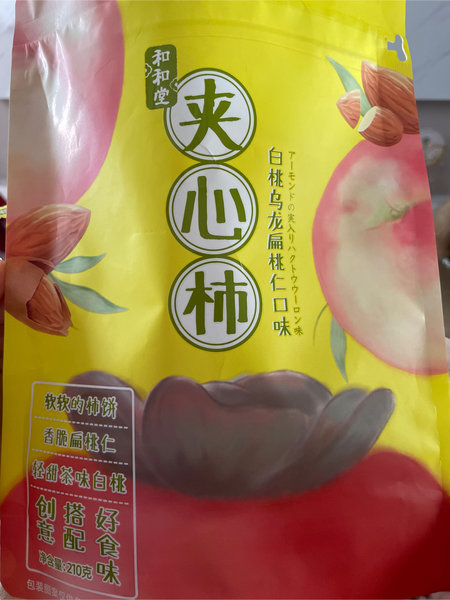 和和堂
夹心柿
白桃乌龙扁桃仁口味
アーモンドの実入りハクトウウーロン味
软软的柿饼
香脆扁桃仁
轻甜茶味白桃
创意
搭配
好食味
净含量:210克